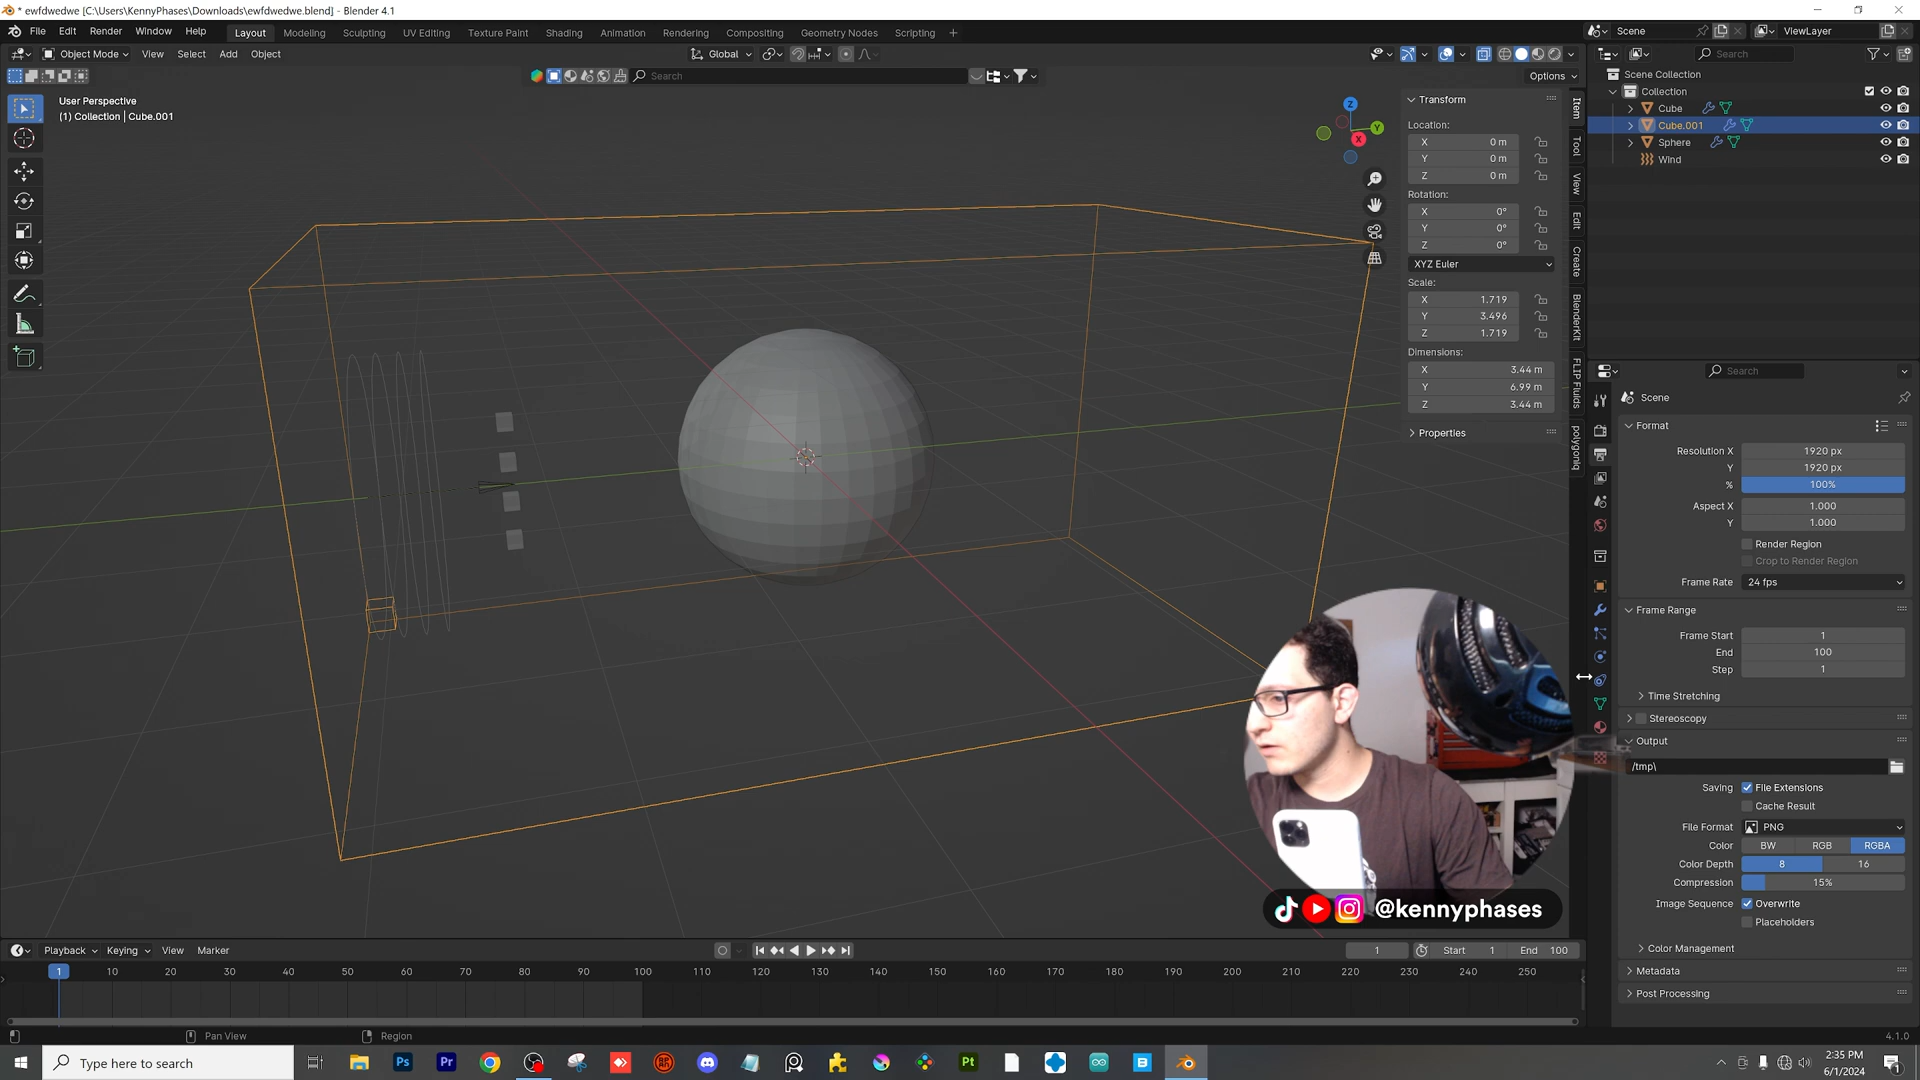 * ewfdwedwe [C:\Users\KennyPhases\Downloads\ewfdwedwe.blend] - Blender 4.1
File Edit Render Window Help Layout Modeling Sculpting UV Editing Texture Paint Shading Animation Rendering Compositing Geometry Nodes Scripting + Scene ViewLayer
Object Mode View Select Add Object Global Search
Search Options
User Perspective
(1) Collection | Cube.001
Z
Y
X
Transform
Location:
X 0 m
Y 0 m
Z 0 m
Rotation:
X 0°
Y 0°
Z 0°
XYZ Euler
Scale:
X 1.719
Y 3.496
Z 1.719
Dimensions:
X 3.44 m
Y 6.99 m
Z 3.44 m
Properties
Item
Tool
View
Edit
Create
BlenderKit
FLIP Fluids
polygoniq
Scene Collection
Collection
Cube
Cube.001
Sphere
Wind
Search
Scene
Format
Resolution X 1920 px
Y 1920 px
% 100%
Aspect X 1.000
Y 1.000
Render Region
Crop to Render Region
Frame Rate 24 fps
Frame Range
Frame Start 1
End 100
Step 1
Time Stretching
Stereoscopy
Output
/tmp\
Saving File Extensions
Cache Result
File Format PNG
Color BW RGB RGBA
Color Depth 8 16
Compression 15%
Image Sequence Overwrite
Placeholders
Color Management
Metadata
Post Processing
@kennyphases
Playback Keying View Marker 1 Start 1 End 100
1 10 20 30 40 50 60 70 80 90 100 110 120 130 140 150 160 170 180 190 200 210 220 230 240 250
Pan View Region 4.1.0
Type here to search Ps Pr Pt B
2:35 PM
6/1/2024
1